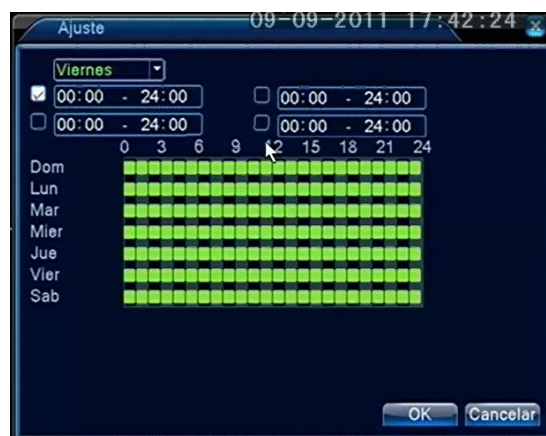 Ajuste 09-09-2011 17:42:24
Viernes
00:00 - 24:00 00:00 - 24:00
00:00 - 24:00 00:00 - 24:00
0 3 6 9 12 15 18 21 24
Dom
Lun
Mar
Mier
Jue
Vier
Sab
OK Cancelar